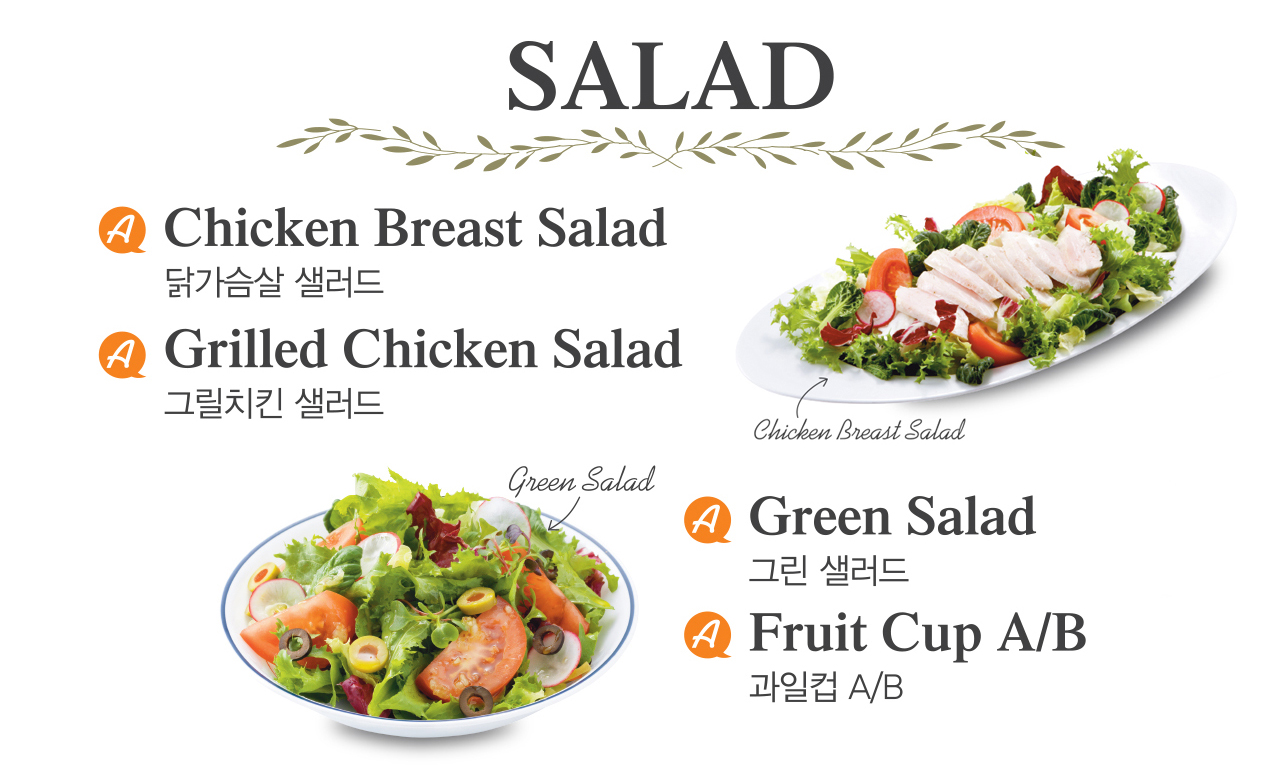 SALAD
A Chicken Breast Salad
닭가슴살 샐러드
A Grilled Chicken Salad
그릴치킨 샐러드
Chicken Breast Salad
Green Salad
A Green Salad
그린 샐러드
A Fruit Cup A/B
과일컵 A/B